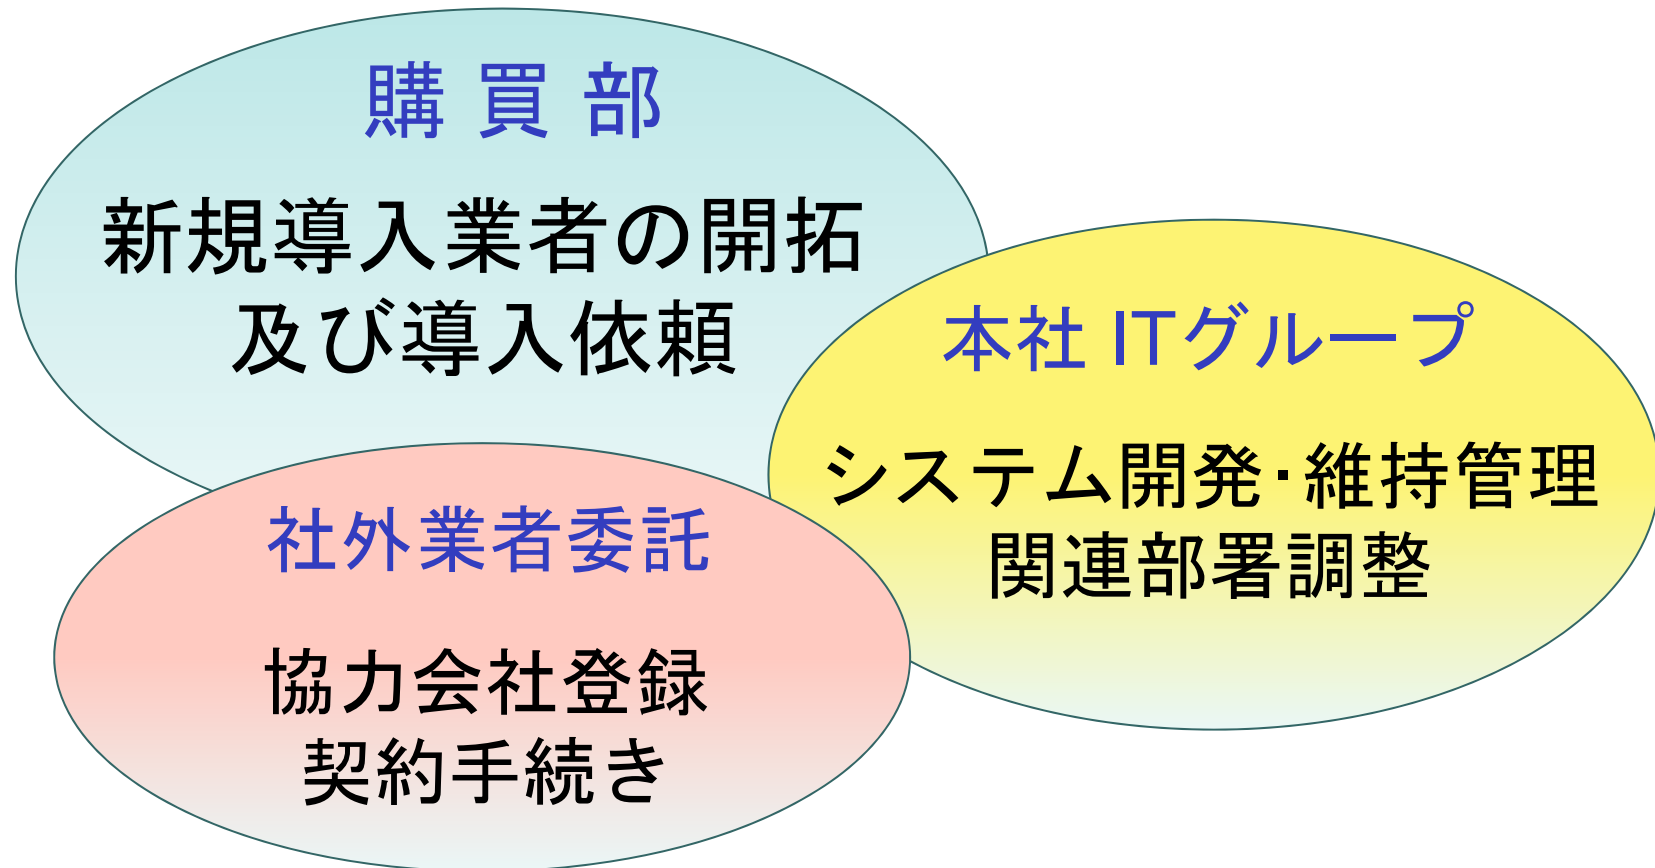 購 買 部
新規導入業者の開拓
及び導入依頼
本社 ITグループ
システム開発・維持管理
関連部署調整
社外業者委託
協力会社登録
契約手続き